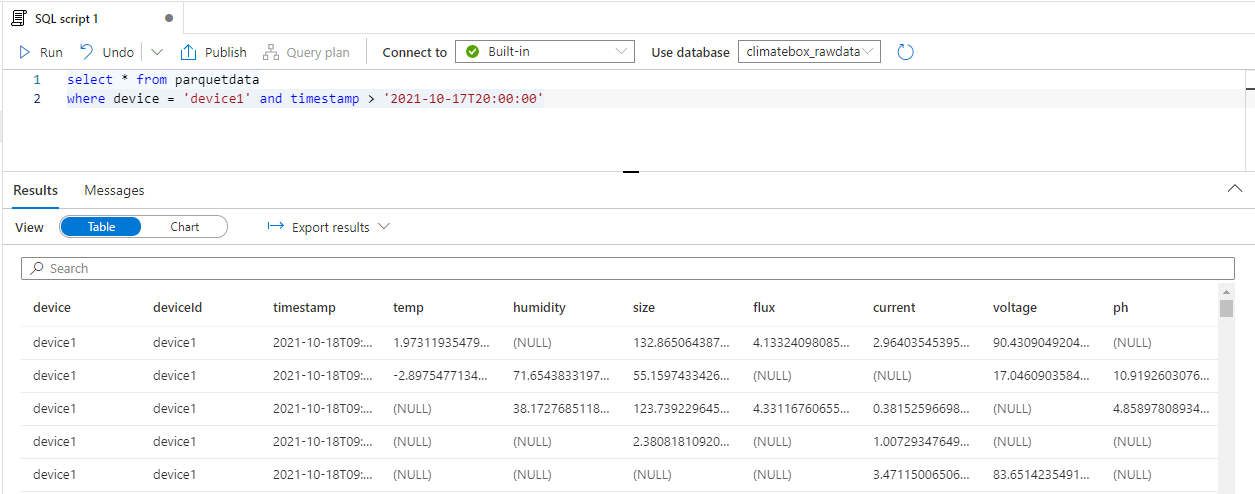 SQL script 1
Run Undo Publish Query plan Connect to Built-in Use database climatebox_rawdata
1 select * from parquetdata
2 where device = 'device1' and timestamp > '2021-10-17T20:00:00'
Results Messages
View Table Chart Export results
Search
device deviceId timestamp temp humidity size flux current voltage ph
device1 device1 2021-10-18T09:... 1.97311935479... (NULL) 132.865064387... 4.13324098085... 2.96403545395... 90.4309049204... (NULL)
device1 device1 2021-10-18T09:... -2.8975477134... 71.6543833197... 55.1597433426... (NULL) (NULL) 17.0460903584... 10.9192603076...
device1 device1 2021-10-18T09:... (NULL) 38.1727685118... 123.739229645... 4.33116760655... 0.38152596698... (NULL) 4.85897808934...
device1 device1 2021-10-18T09:... (NULL) (NULL) 2.38081810920... (NULL) 1.00729347649... (NULL) (NULL)
device1 device1 2021-10-18T09:... (NULL) (NULL) (NULL) (NULL) 3.47115006506... 83.6514235491... (NULL)